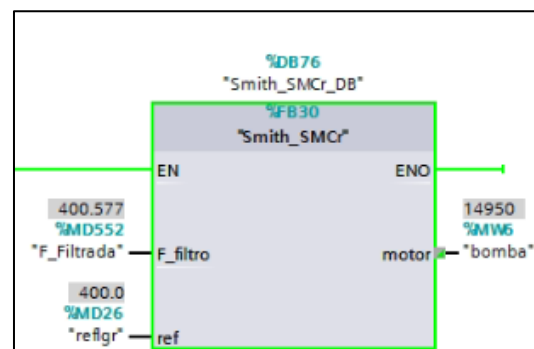 %DB76
"Smith_SMCr_DB"
%FB30
"Smith_SMCr"
EN
ENO
400.577
%MD552
"F_Filtrada"
F_filtro
14950
%MW6
motor
"bomba"
400.0
%MD26
"reflgr"
ref